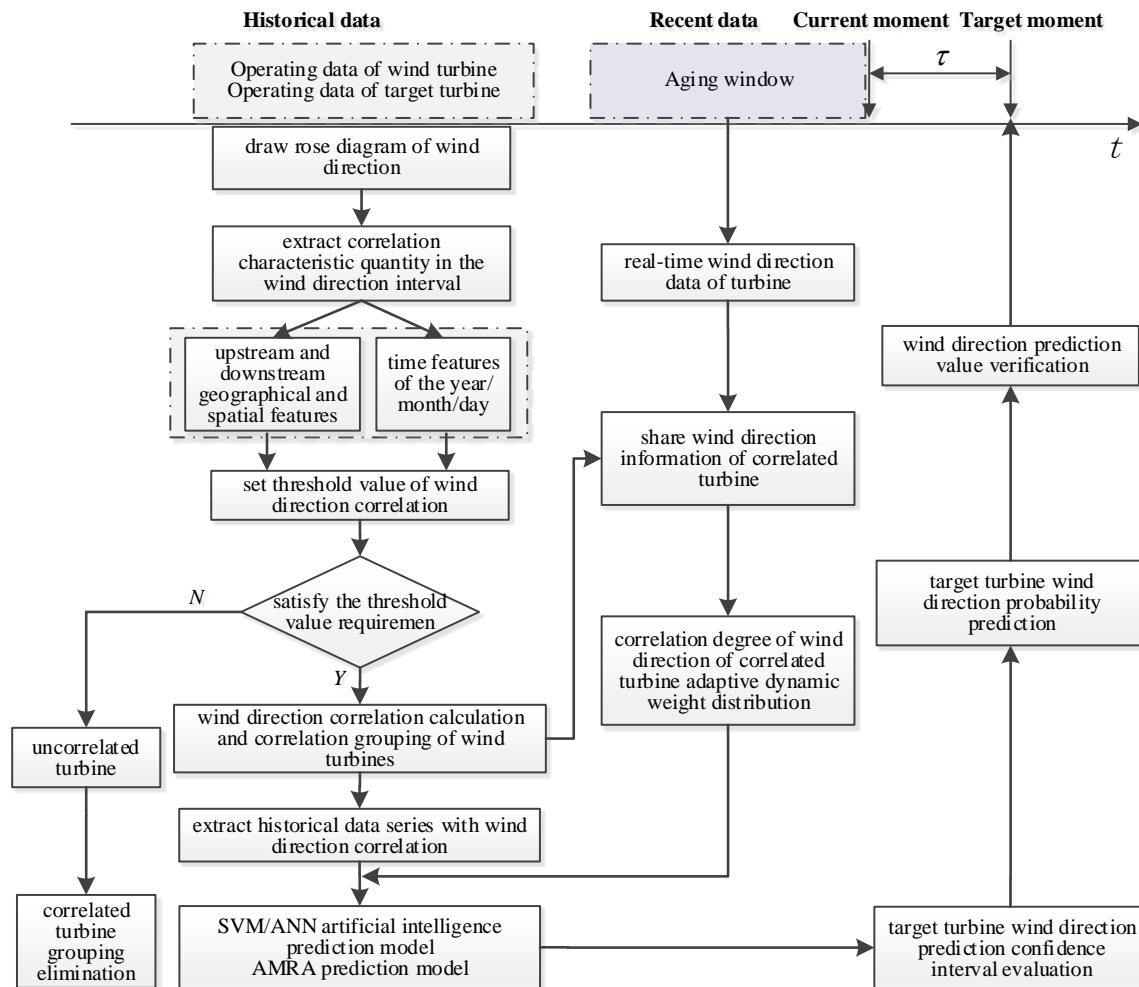 Historical data
Recent data
Current moment
Target moment
Operating data of wind turbine
Operating data of target turbine
Aging window
τ
t
draw rose diagram of wind
direction
extract correlation
characteristic quantity in the
wind direction interval
upstream and
downstream
geographical and
spatial features
time features
of the year/
month/day
set threshold value of wind
direction correlation
satisfy the threshold
value requiremen
N
Y
wind direction correlation calculation
and correlation grouping of wind
turbines
uncorrelated
turbine
extract historical data series with wind
direction correlation
correlated
turbine
grouping
elimination
SVM/ANN artificial intelligence
prediction model
AMRA prediction model
real-time wind direction
data of turbine
share wind direction
information of correlated
turbine
correlation degree of wind
direction of correlated
turbine adaptive dynamic
weight distribution
wind direction prediction
value verification
target turbine wind
direction probability
prediction
target turbine wind direction
prediction confidence
interval evaluation